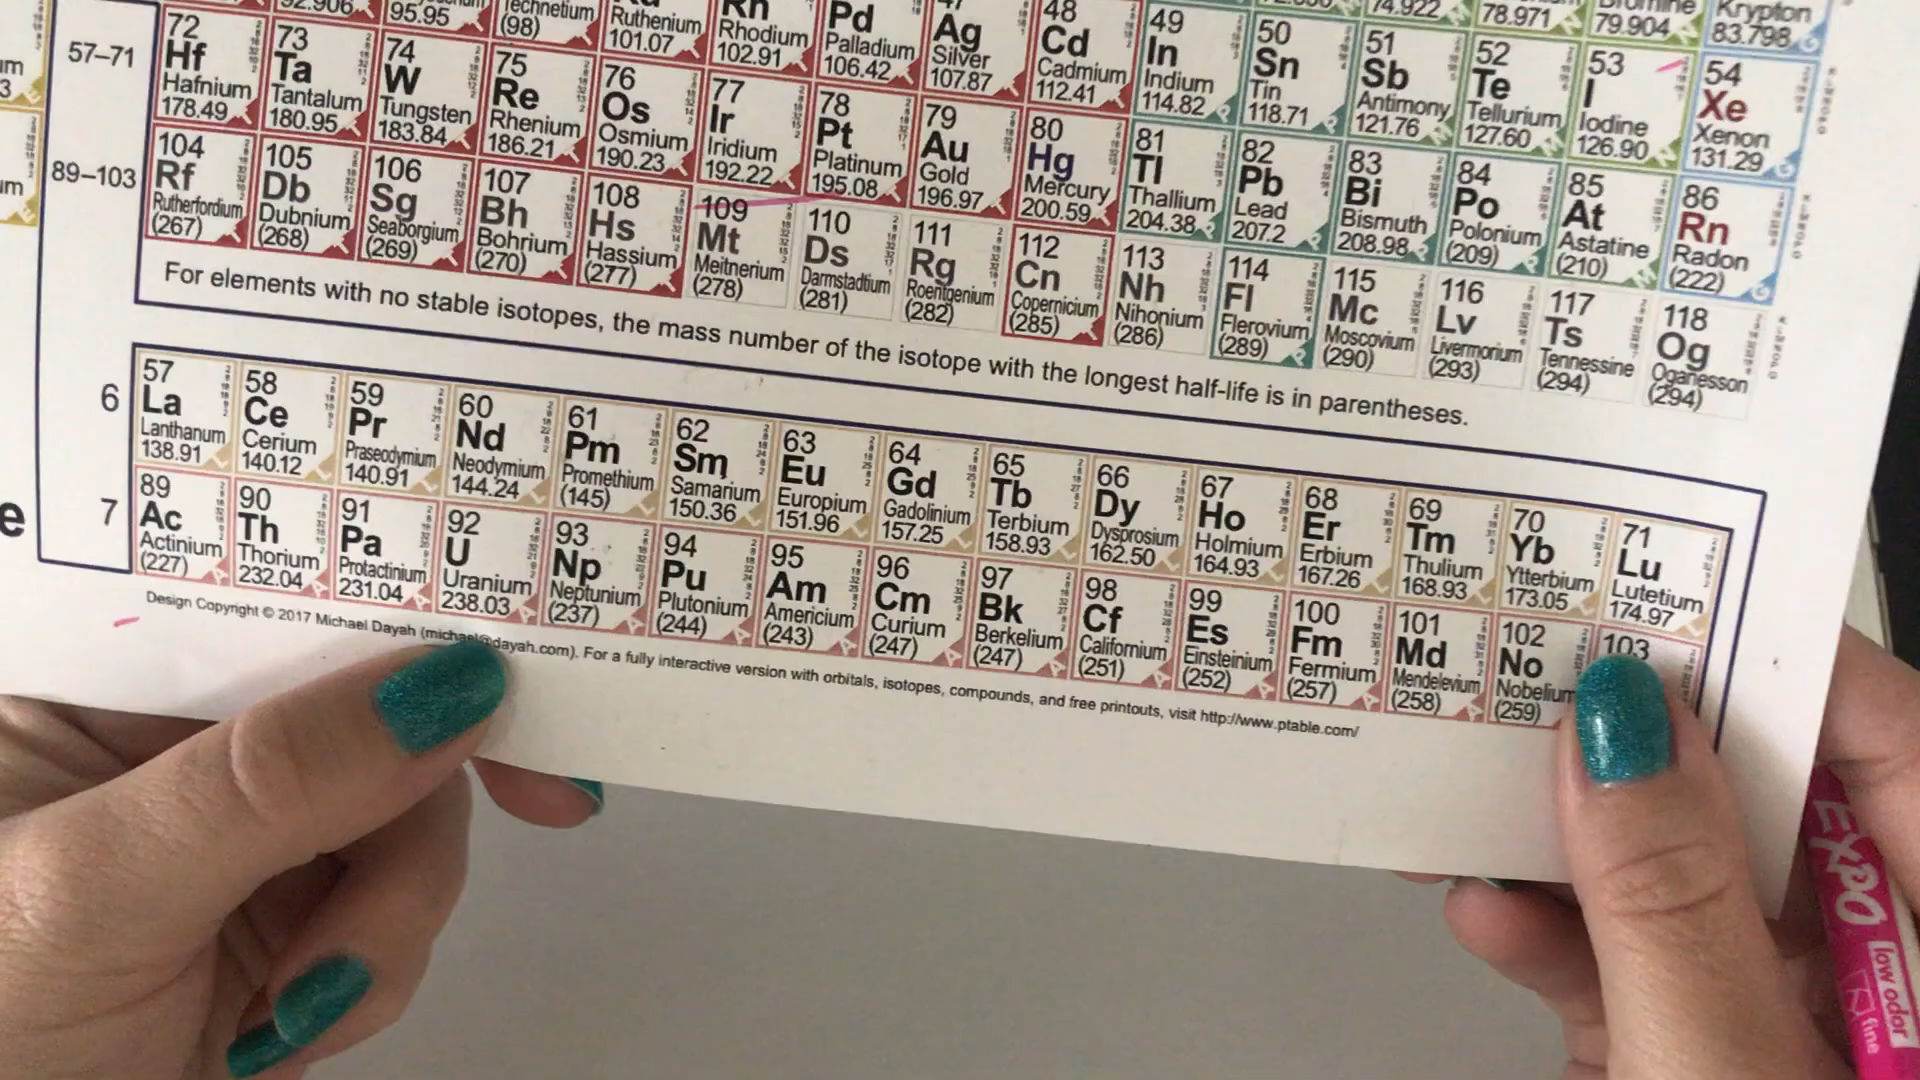 92.906 95.95 Technetium (98) Ru Ruthenium 101.07 Rh Rhodium 102.91 Pd Palladium 106.42 47 Ag Silver 107.87 48 Cd Cadmium 112.41 49 In Indium 114.82 50 Sn Tin 118.71 51 Sb Antimony 121.76 52 Te Tellurium 127.60 53 I Iodine 126.90 54 Xe Xenon 131.29
74.922 78.971 Bromine 79.904 Krypton 83.798
57–71 72 Hf Hafnium 178.49 73 Ta Tantalum 180.95 74 W Tungsten 183.84 75 Re Rhenium 186.21 76 Os Osmium 190.23 77 Ir Iridium 192.22 78 Pt Platinum 195.08 79 Au Gold 196.97 80 Hg Mercury 200.59 81 Tl Thallium 204.38 82 Pb Lead 207.2 83 Bi Bismuth 208.98 84 Po Polonium (209) 85 At Astatine (210) 86 Rn Radon (222)
89–103 104 Rf Rutherfordium (267) 105 Db Dubnium (268) 106 Sg Seaborgium (269) 107 Bh Bohrium (270) 108 Hs Hassium (277) 109 Mt Meitnerium (278) 110 Ds Darmstadtium (281) 111 Rg Roentgenium (282) 112 Cn Copernicium (285) 113 Nh Nihonium (286) 114 Fl Flerovium (289) 115 Mc Moscovium (290) 116 Lv Livermorium (293) 117 Ts Tennessine (294) 118 Og Oganesson (294)
For elements with no stable isotopes, the mass number of the isotope with the longest half-life is in parentheses.
6 57 La Lanthanum 138.91 58 Ce Cerium 140.12 59 Pr Praseodymium 140.91 60 Nd Neodymium 144.24 61 Pm Promethium (145) 62 Sm Samarium 150.36 63 Eu Europium 151.96 64 Gd Gadolinium 157.25 65 Tb Terbium 158.93 66 Dy Dysprosium 162.50 67 Ho Holmium 164.93 68 Er Erbium 167.26 69 Tm Thulium 168.93 70 Yb Ytterbium 173.05 71 Lu Lutetium 174.97
7 89 Ac Actinium (227) 90 Th Thorium 232.04 91 Pa Protactinium 231.04 92 U Uranium 238.03 93 Np Neptunium (237) 94 Pu Plutonium (244) 95 Am Americium (243) 96 Cm Curium (247) 97 Bk Berkelium (247) 98 Cf Californium (251) 99 Es Einsteinium (252) 100 Fm Fermium (257) 101 Md Mendelevium (258) 102 No Nobelium (259) 103
Design Copyright © 2017 Michael Dayah (michael@dayah.com). For a fully interactive version with orbitals, isotopes, compounds, and free printouts, visit http://www.ptable.com/
EXPO
low odor
fine